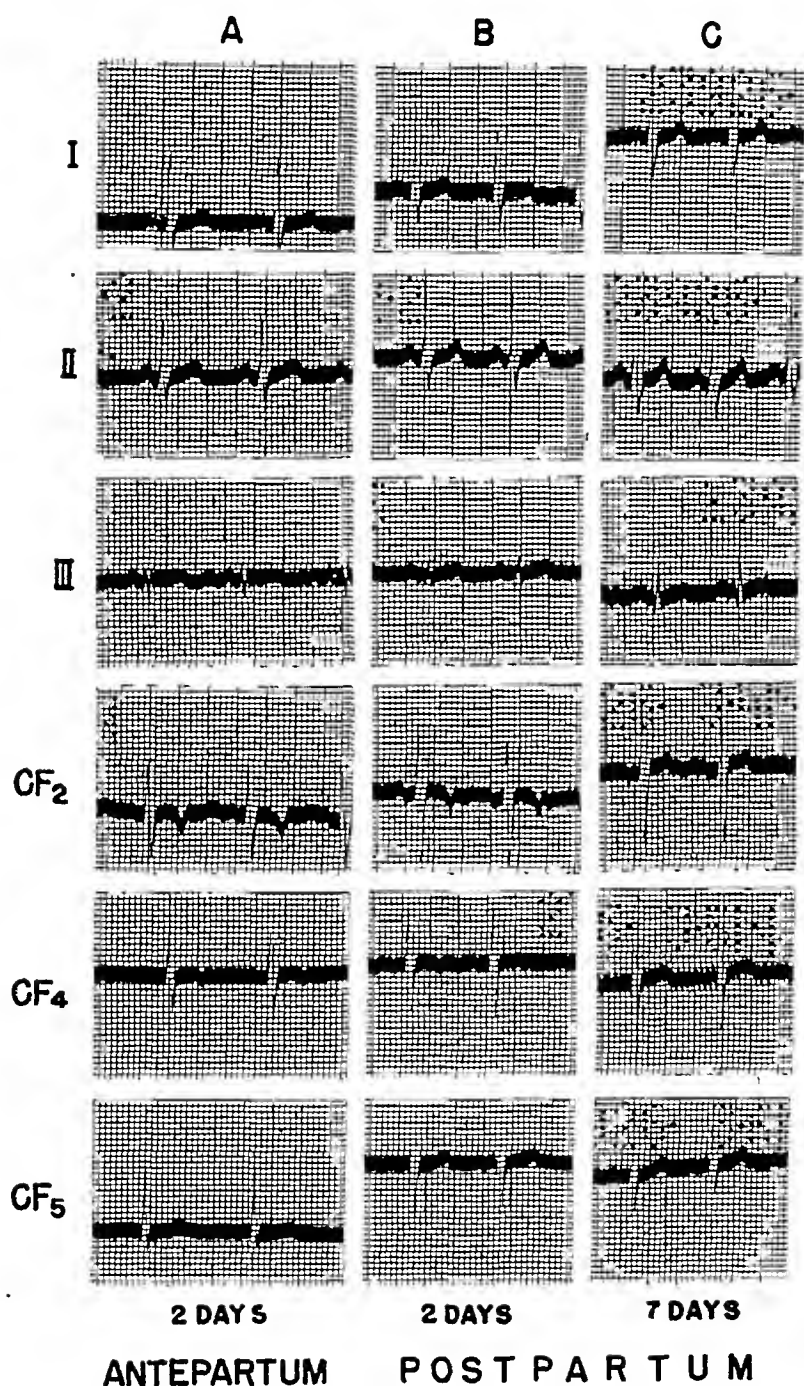 A B C
I
II
III
CF2
CF4
CF5
2 DAYS 2 DAYS 7 DAYS
ANTEPARTUM POSTPARTUM